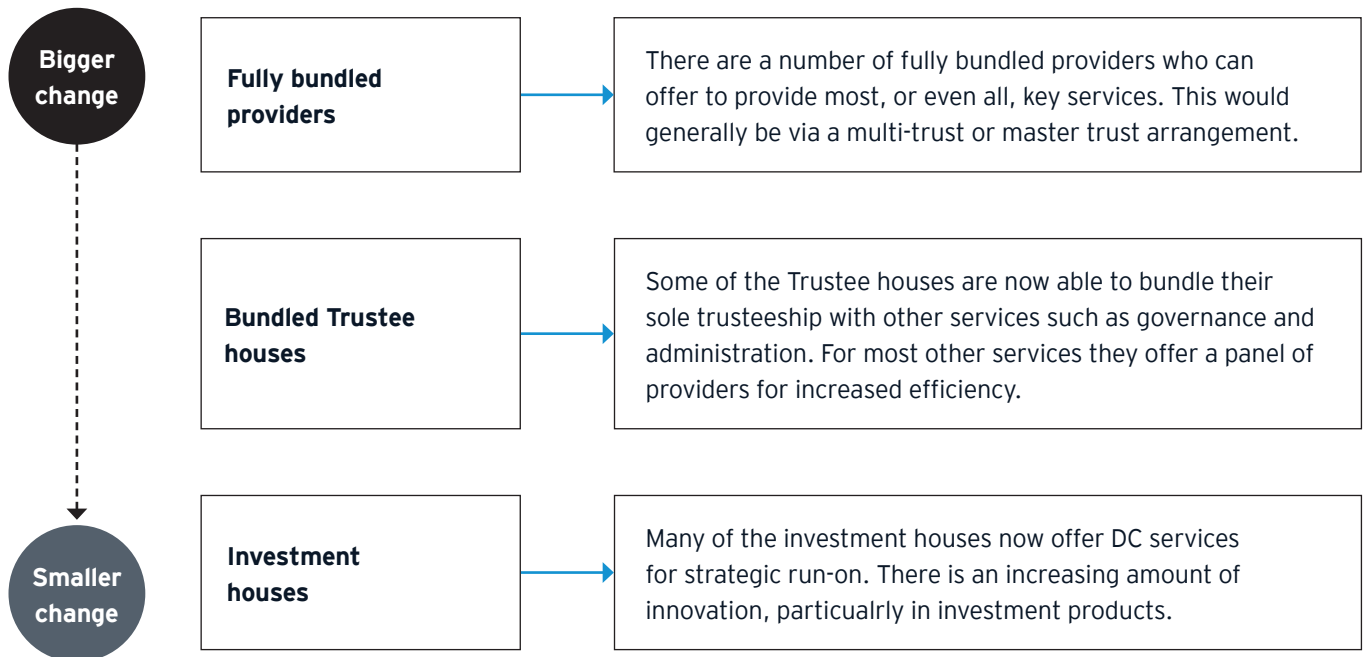 Bigger
change
Fully bundled
providers
There are a number of fully bundled providers who can
offer to provide most, or even all, key services. This would
generally be via a multi-trust or master trust arrangement.
Bundled Trustee
houses
Some of the Trustee houses are now able to bundle their
sole trusteeship with other services such as governance and
administration. For most other services they offer a panel of
providers for increased efficiency.
Smaller
change
Investment
houses
Many of the investment houses now offer DC services
for strategic run-on. There is an increasing amount of
innovation, particualrly in investment products.